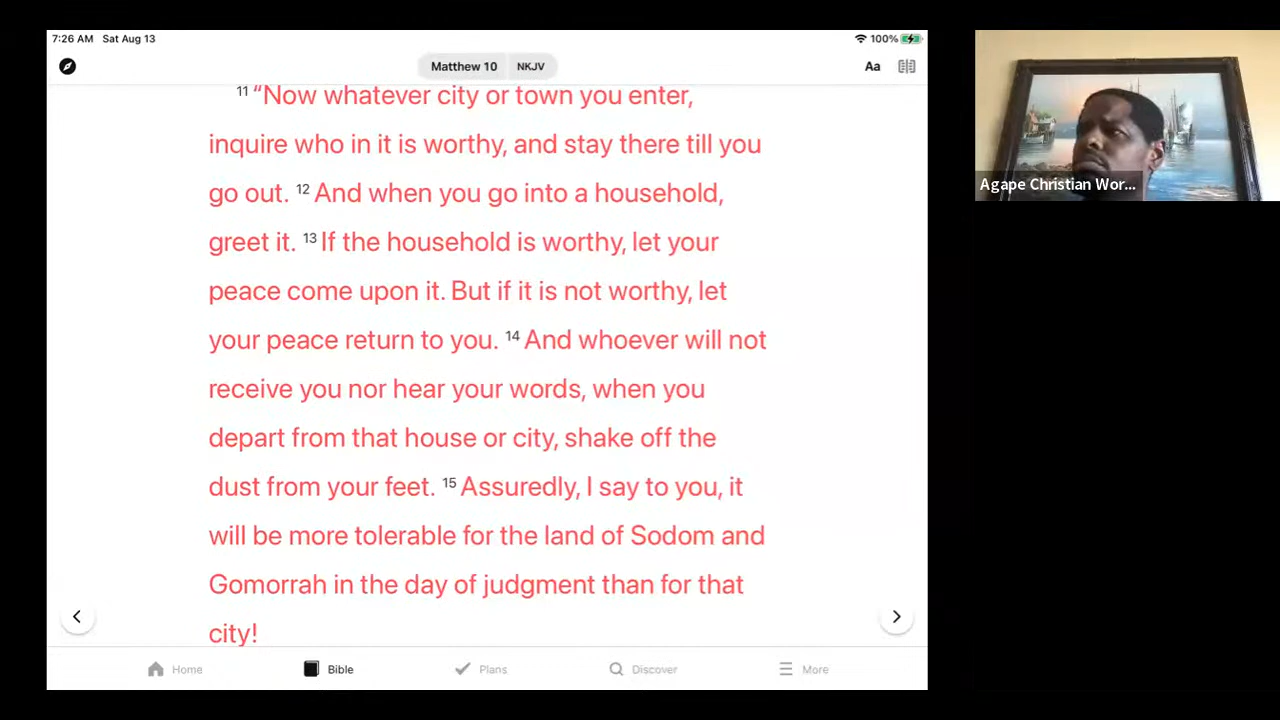 7:26 AM Sat Aug 13
100%
Matthew 10 NKJV
Aa
11 “Now whatever city or town you enter,
inquire who in it is worthy, and stay there till you
go out. 12 And when you go into a household,
greet it. 13 If the household is worthy, let your
peace come upon it. But if it is not worthy, let
your peace return to you. 14 And whoever will not
receive you nor hear your words, when you
depart from that house or city, shake off the
dust from your feet. 15 Assuredly, I say to you, it
will be more tolerable for the land of Sodom and
Gomorrah in the day of judgment than for that
city!
Home Bible Plans Discover More
Agape Christian Wor...